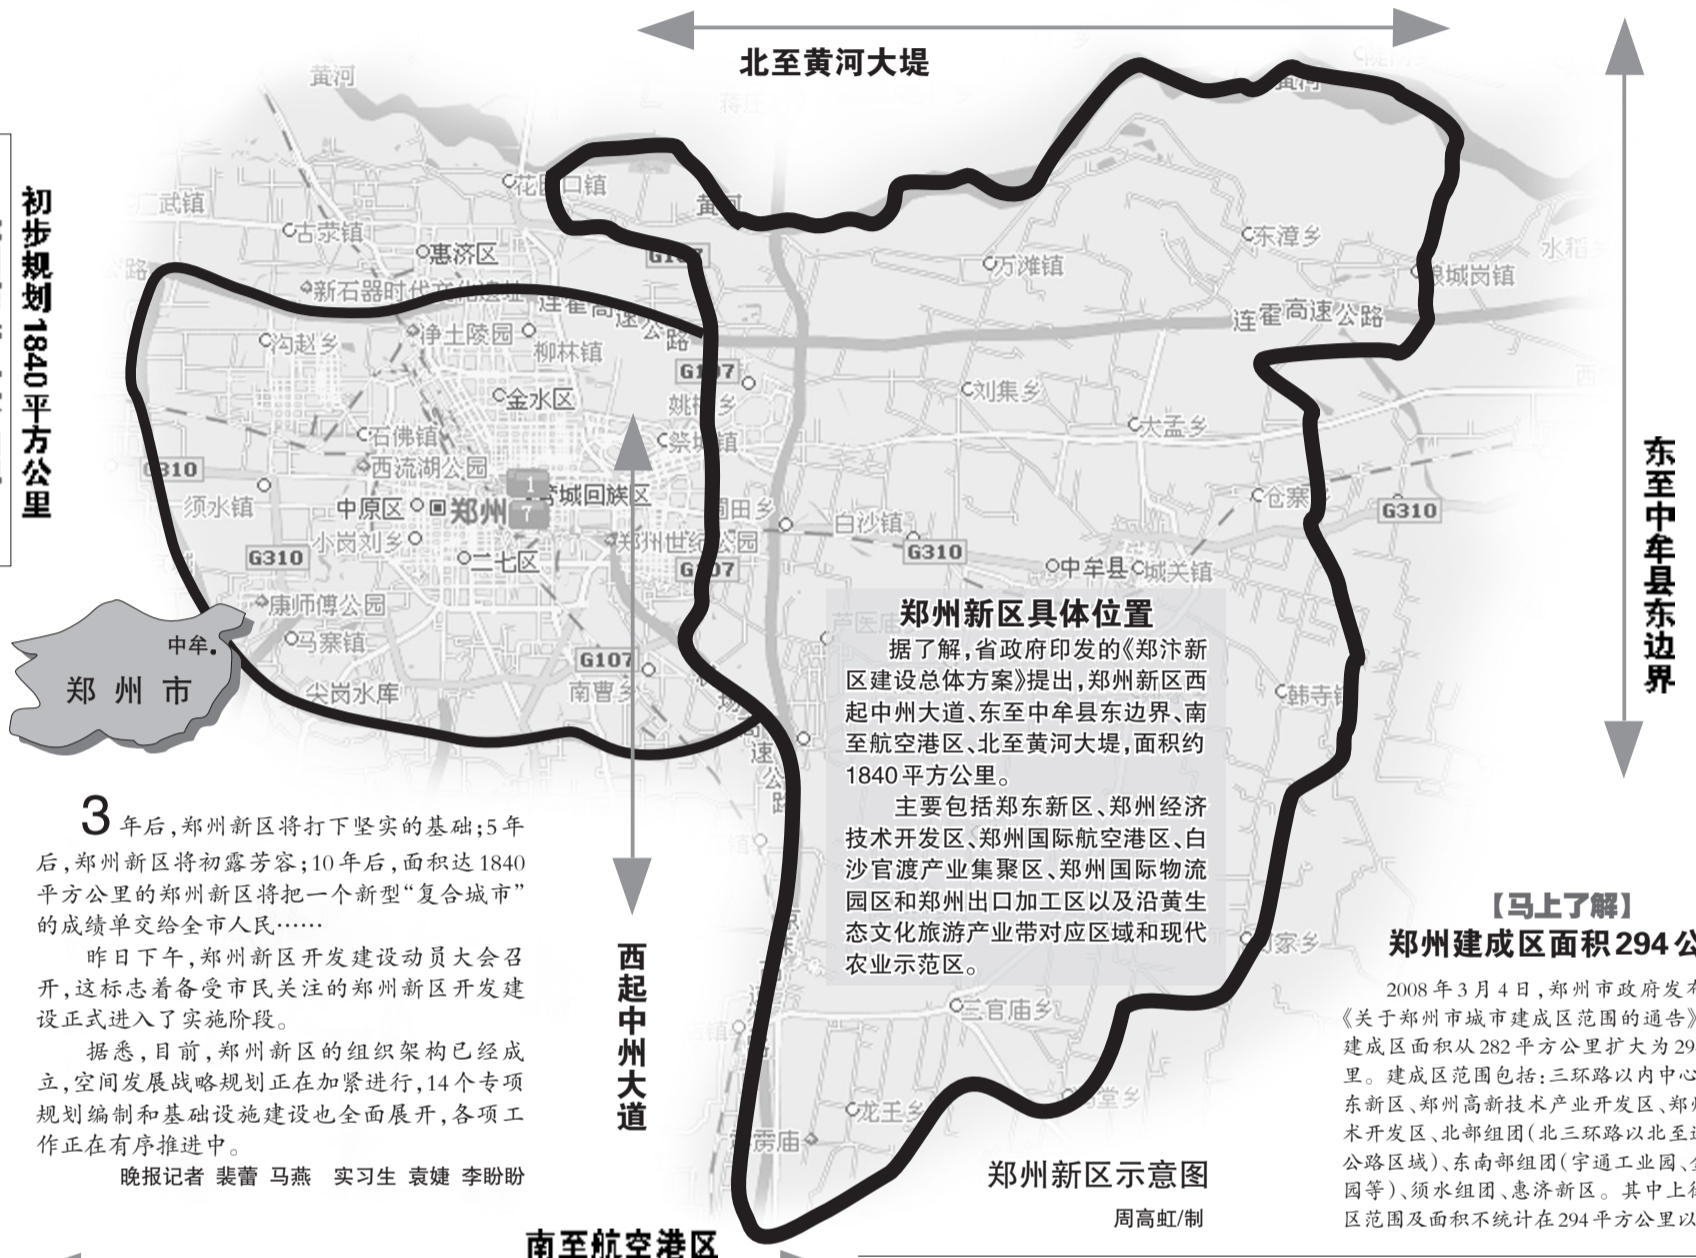 北至黄河大堤
初步规划1840平方公里
东至中牟县东边界
西起中州大道
南至航空港区
黄河
黄河
黄河
广武镇
古荥镇
惠济区
新石器时代文化遗址
连霍高速公路
沟赵乡
净土陵园
柳林镇
金水区
G107
石佛镇
西流湖公园
G310
须水镇
中原区
郑州
1
7
管城回族区
小岗刘乡
G310
二七区
郑州世纪公园
G107
康师傅公园
马寨镇
尖岗水库
G107
南曹乡
中牟
郑州市
万滩镇
东漳乡
水稻
狼城岗镇
连霍高速公路
刘集乡
大孟乡
仓寨乡
G310
白沙镇
G310
中牟县
城关镇
韩寺镇
三官庙乡
龙王乡
郑州新区具体位置
据了解,省政府印发的《郑汴新
区建设总体方案》提出,郑州新区西
起中州大道、东至中牟县东边界、南
至航空港区、北至黄河大堤,面积约
1840平方公里。
主要包括郑东新区、郑州经济
技术开发区、郑州国际航空港区、白
沙官渡产业集聚区、郑州国际物流
园区和郑州出口加工区以及沿黄生
态文化旅游产业带对应区域和现代
农业示范区。
3年后,郑州新区将打下坚实的基础;5年
后,郑州新区将初露芳容;10年后,面积达1840
平方公里的郑州新区将把一个新型“复合城市”
的成绩单交给全市人民……
昨日下午,郑州新区开发建设动员大会召
开,这标志着备受市民关注的郑州新区开发建
设正式进入了实施阶段。
据悉,目前,郑州新区的组织架构已经成
立,空间发展战略规划正在加紧进行,14个专项
规划编制和基础设施建设也全面展开,各项工
作正在有序推进中。
晚报记者 裴蕾 马燕 实习生 袁婕 李盼盼
郑州新区示意图
周高虹/制
【马上了解】
郑州建成区面积294公
2008年3月4日,郑州市政府发布
《关于郑州市城市建成区范围的通告》
建成区面积从282平方公里扩大为29
里。建成区范围包括:三环路以内中心
东新区、郑州高新技术产业开发区、郑州
术开发区、北部组团(北三环路以北至连
公路区域)、东南部组团(宇通工业园、金
园等)、须水组团、惠济新区。其中上街
区范围及面积不统计在294平方公里以